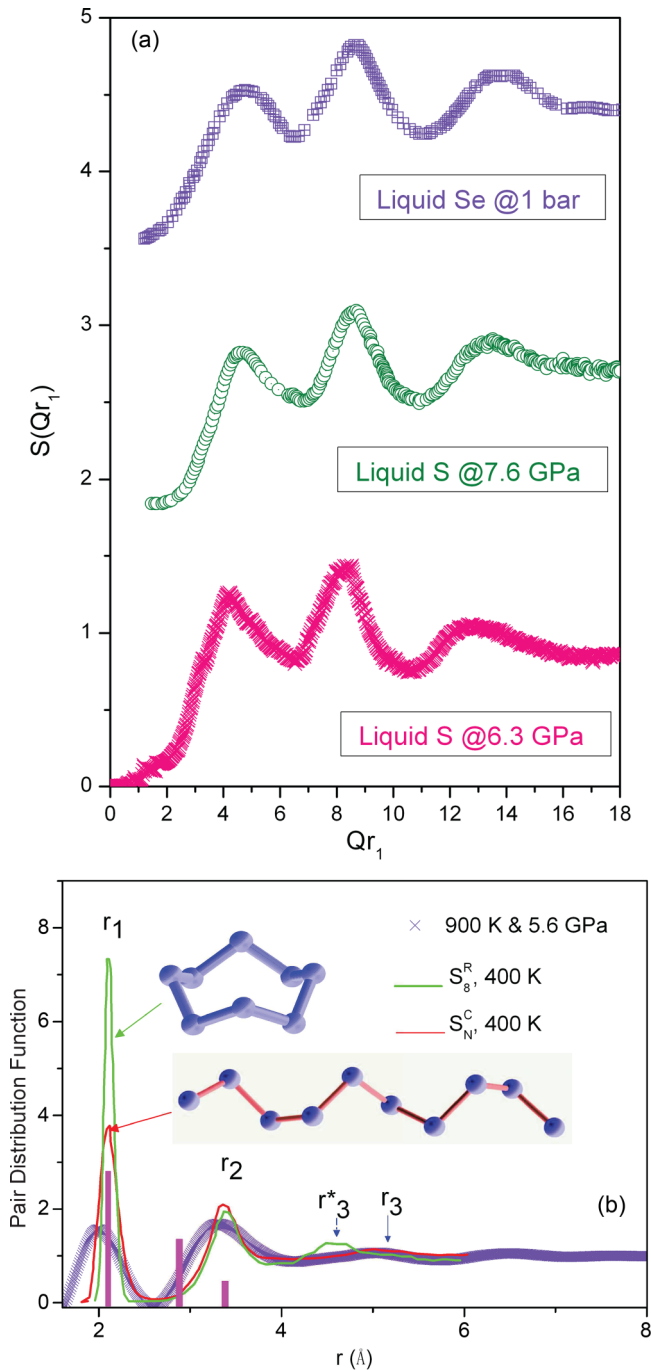 (a)
5
4
3
2
1
0
S(Qr₁)
Liquid Se @1 bar
Liquid S @7.6 GPa
Liquid S @6.3 GPa
0 2 4 6 8 10 12 14 16 18
Qr₁
8
6
4
2
0
Pair Distribution Function
r₁
× 900 K & 5.6 GPa
S₈ᴿ, 400 K
S_Nᶜ, 400 K
r₂
r*₃
r₃
(b)
2 4 6 8
r (Å)